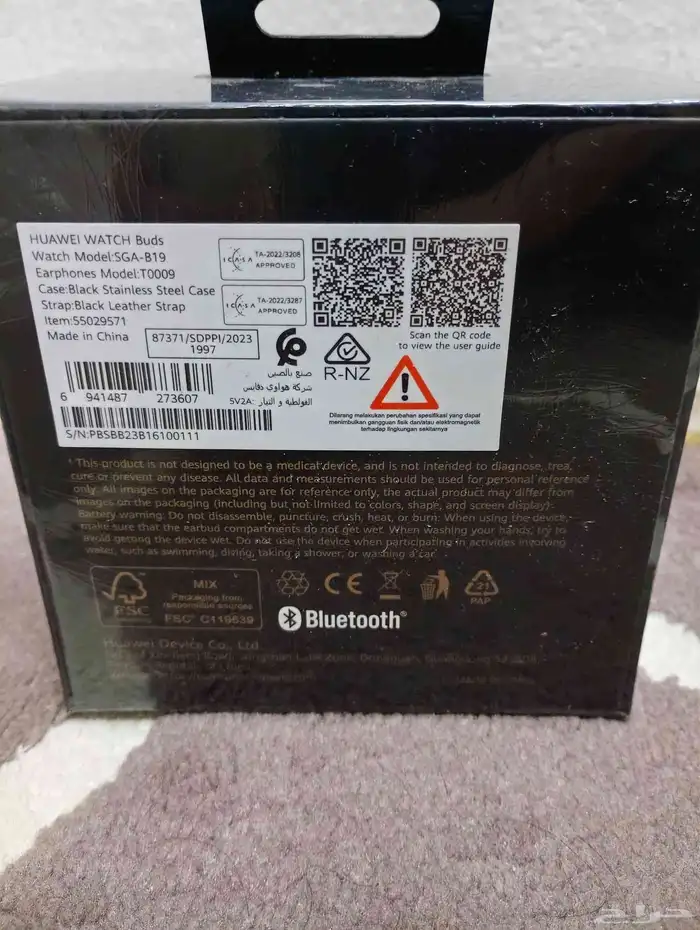 HUAWEI WATCH Buds
Watch Model:SGA-B19
Earphones Model:T0009
Case:Black Stainless Steel Case
Strap:Black Leather Strap
Item:55029571
Made in China
ICASA TA-2022/3208
APPROVED
ICASA TA-2022/3287
APPROVED
87371/SDPPI/2023
1997
Scan the QR code
to view the user guide
R-NZ
صنع بالصين
شركة هواوي دفايس
الفولطية و التيار: 5V2A
6 941487 273607
S/N:PBSBB23B16100111
Dilarang melakukan perubahan spesifikasi yang dapat
menimbulkan gangguan fisik dan/atau elektromagnetik
terhadap lingkungan sekitarnya
*This product is not designed to be a medical device, and is not intended to diagnose, treat,
cure or prevent any disease. All data and measurements should be used for personal reference
only. All images on the packaging are for reference only, the actual product may differ from
images on the packaging (including but not limited to colors, shape, and screen display).
Battery warning: Do not disassemble, puncture, crush, heat, or burn. When using the device,
make sure that the earbud compartments do not get wet. When washing your hands, try to
avoid getting the device wet. Do not use the device when participating in activities involving
water, such as swimming, diving, taking a shower, or washing a car.
FSC
MIX
Packaging from
responsible sources
FSC® C116639
CE
21
PAP
Bluetooth®
Huawei Device Co., Ltd.
حراج